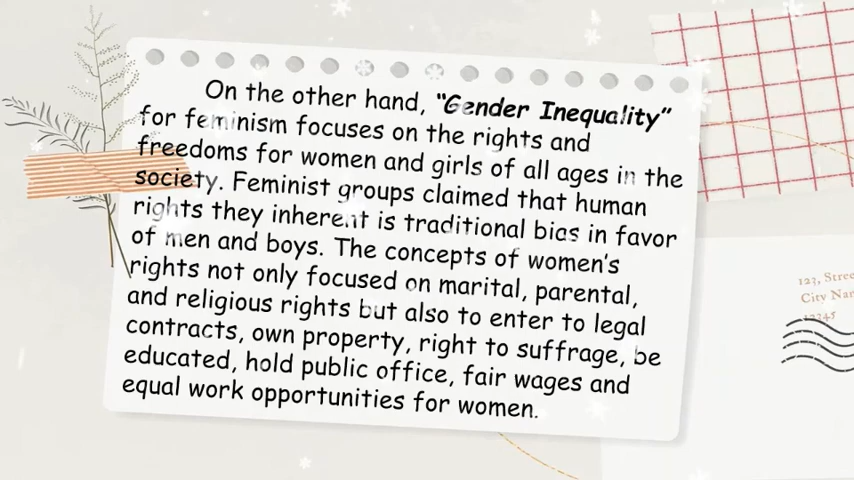 On the other hand, “Gender Inequality”
for feminism focuses on the rights and
freedoms for women and girls of all ages in the
society. Feminist groups claimed that human
rights they inherent is traditional bias in favor
of men and boys. The concepts of women’s
rights not only focused on marital, parental,
and religious rights but also to enter to legal
contracts, own property, right to suffrage, be
educated, hold public office, fair wages and
equal work opportunities for women.
123,
City
12345